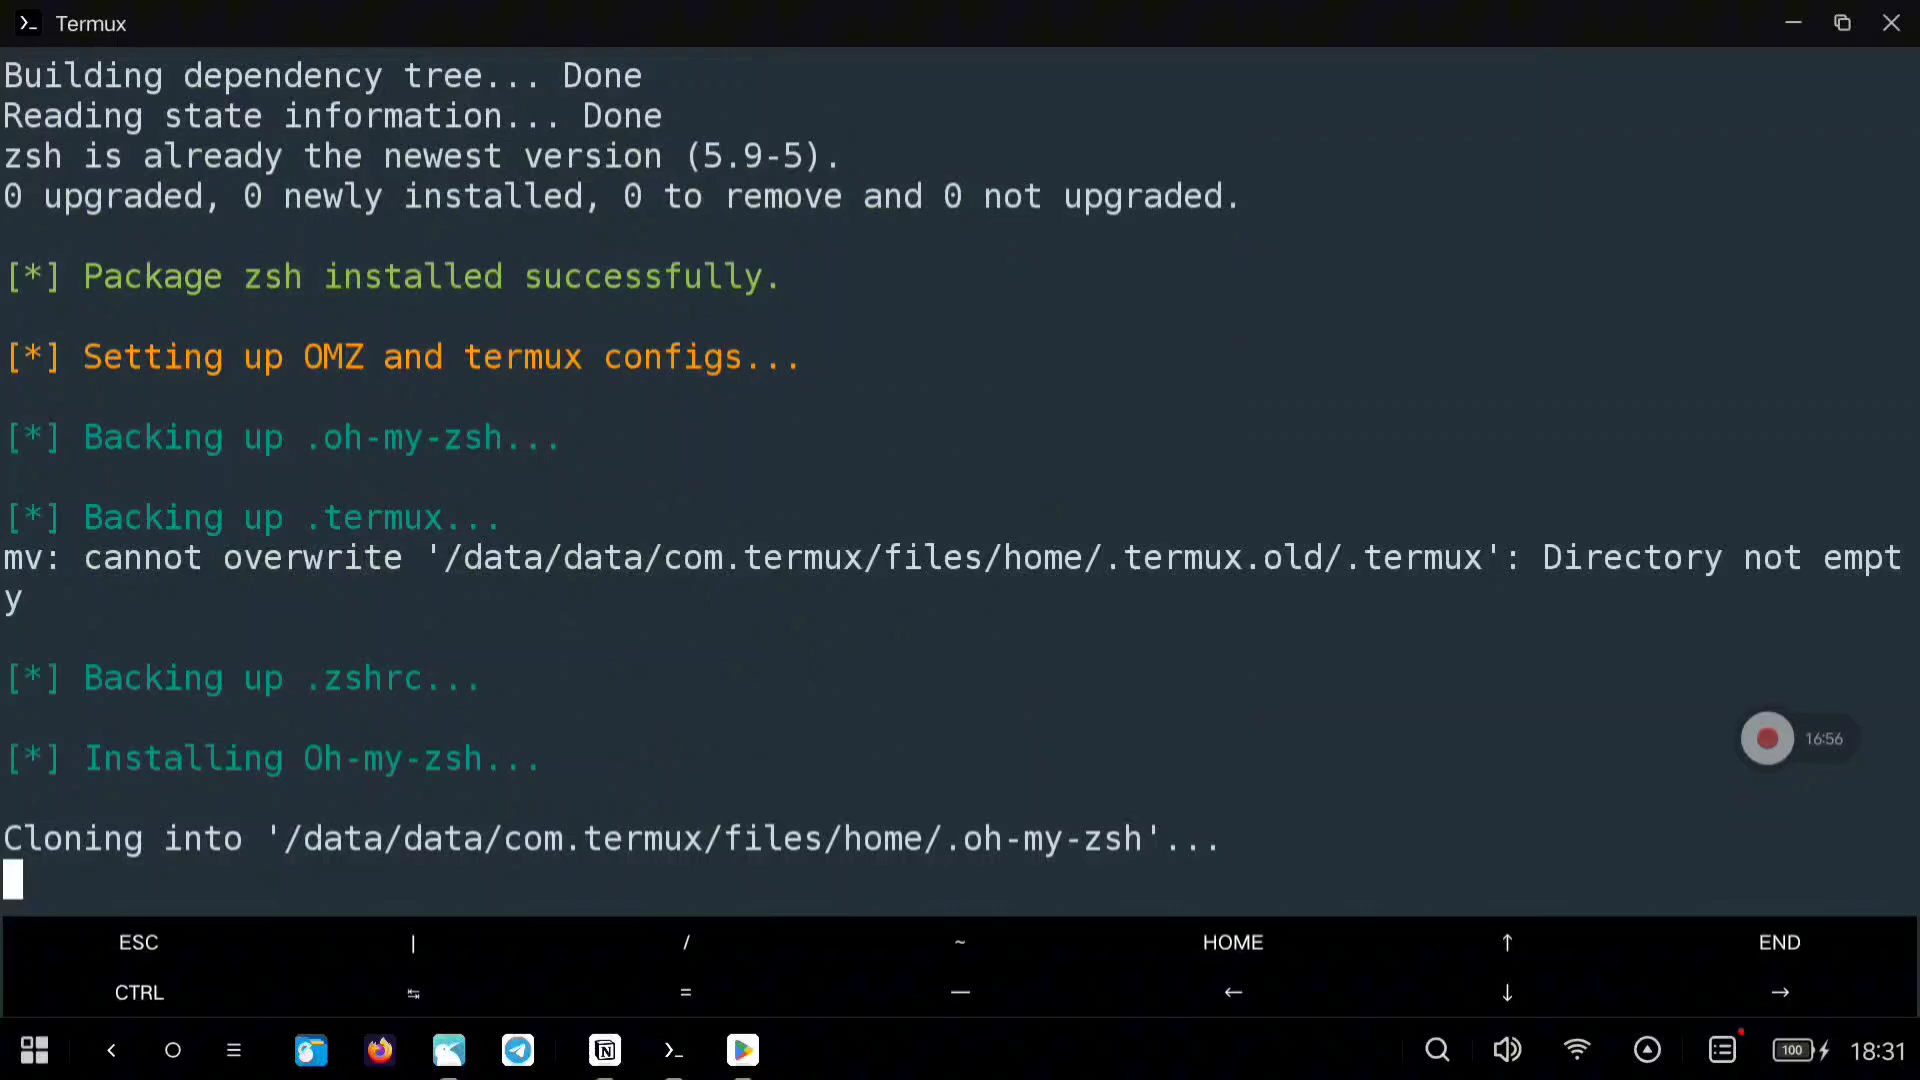 Termux
Building dependency tree... Done
Reading state information... Done
zsh is already the newest version (5.9-5).
0 upgraded, 0 newly installed, 0 to remove and 0 not upgraded.
[*] Package zsh installed successfully.
[*] Setting up OMZ and termux configs...
[*] Backing up .oh-my-zsh...
[*] Backing up .termux...
mv: cannot overwrite '/data/data/com.termux/files/home/.termux.old/.termux': Directory not empt
y
[*] Backing up .zshrc...
[*] Installing Oh-my-zsh...
16:56
Cloning into '/data/data/com.termux/files/home/.oh-my-zsh'...
ESC | / ~ HOME ↑ END
CTRL ↹ = — ← ↓ →
100 18:31